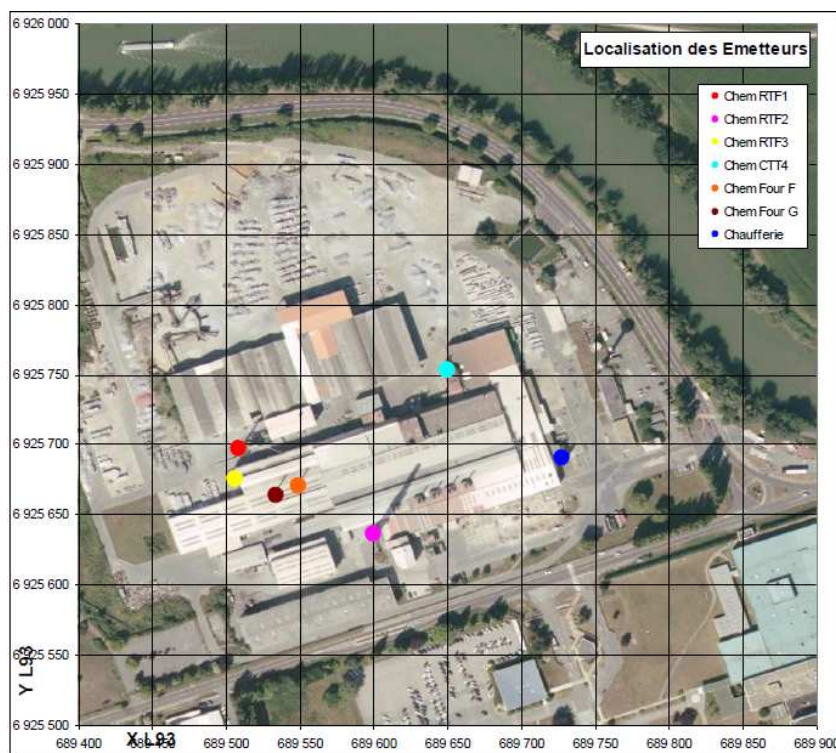 Localisation des Emetteurs
Chem RTF1
Chem RTF2
Chem RTF3
Chem CTT4
Chem Four F
Chem Four G
Chaufferie
6 926 000
6 925 950
6 925 900
6 925 850
6 925 800
6 925 750
6 925 700
6 925 650
6 925 600
6 925 550
6 925 500
Y L93
X L93
689 400
689 450
689 500
689 550
689 600
689 650
689 700
689 750
689 800
689 850
689 900